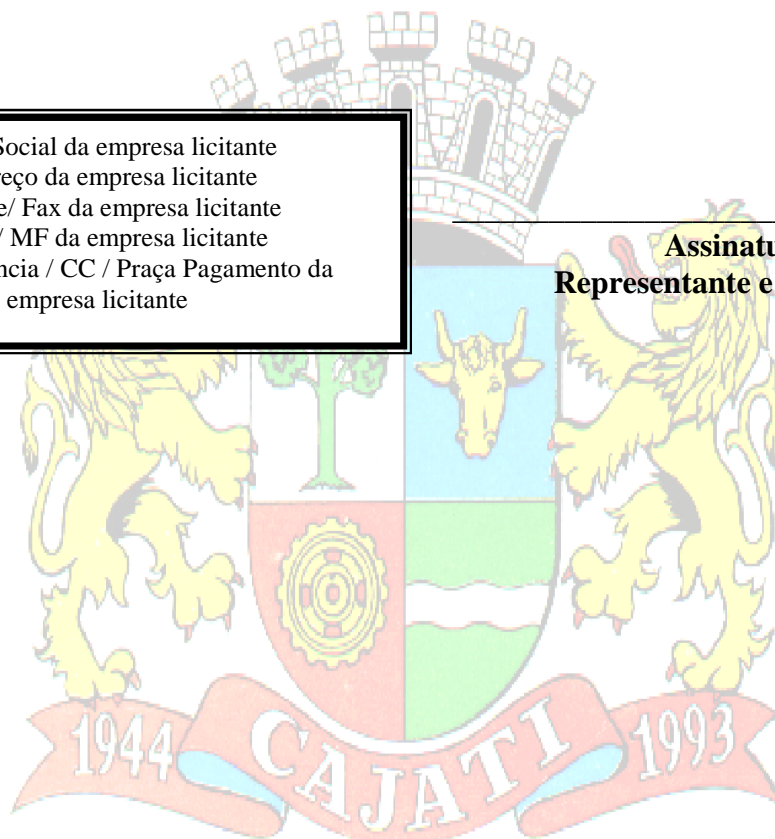 Social da empresa licitante
reço da empresa licitante
e/ Fax da empresa licitante
/ MF da empresa licitante
ncia / CC / Praça Pagamento da
empresa licitante
Assinatu
Representante e
1944 CAJATI 1993